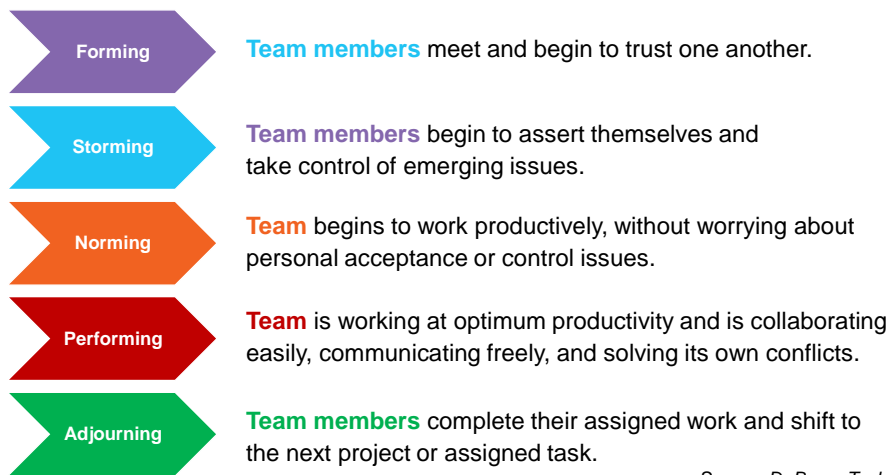 Forming
Team members meet and begin to trust one another.
Storming
Team members begin to assert themselves and
take control of emerging issues.
Norming
Team begins to work productively, without worrying about
personal acceptance or control issues.
Performing
Team is working at optimum productivity and is collaborating
easily, communicating freely, and solving its own conflicts.
Adjourning
Team members complete their assigned work and shift to
the next project or assigned task.